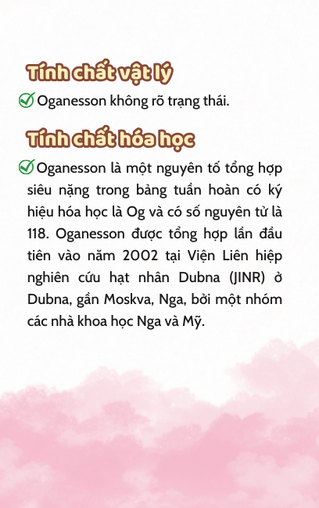 Tính chất vật lý
Oganesson không rõ trạng thái.
Tính chất hóa học
Oganesson là một nguyên tố tổng hợp
siêu nặng trong bảng tuần hoàn có ký
hiệu hóa học là Og và có số nguyên tử là
118. Oganesson được tổng hợp lần đầu
tiên vào năm 2002 tại Viện Liên hiệp
nghiên cứu hạt nhân Dubna (JINR) ở
Dubna, gần Moskva, Nga, bởi một nhóm
các nhà khoa học Nga và Mỹ.